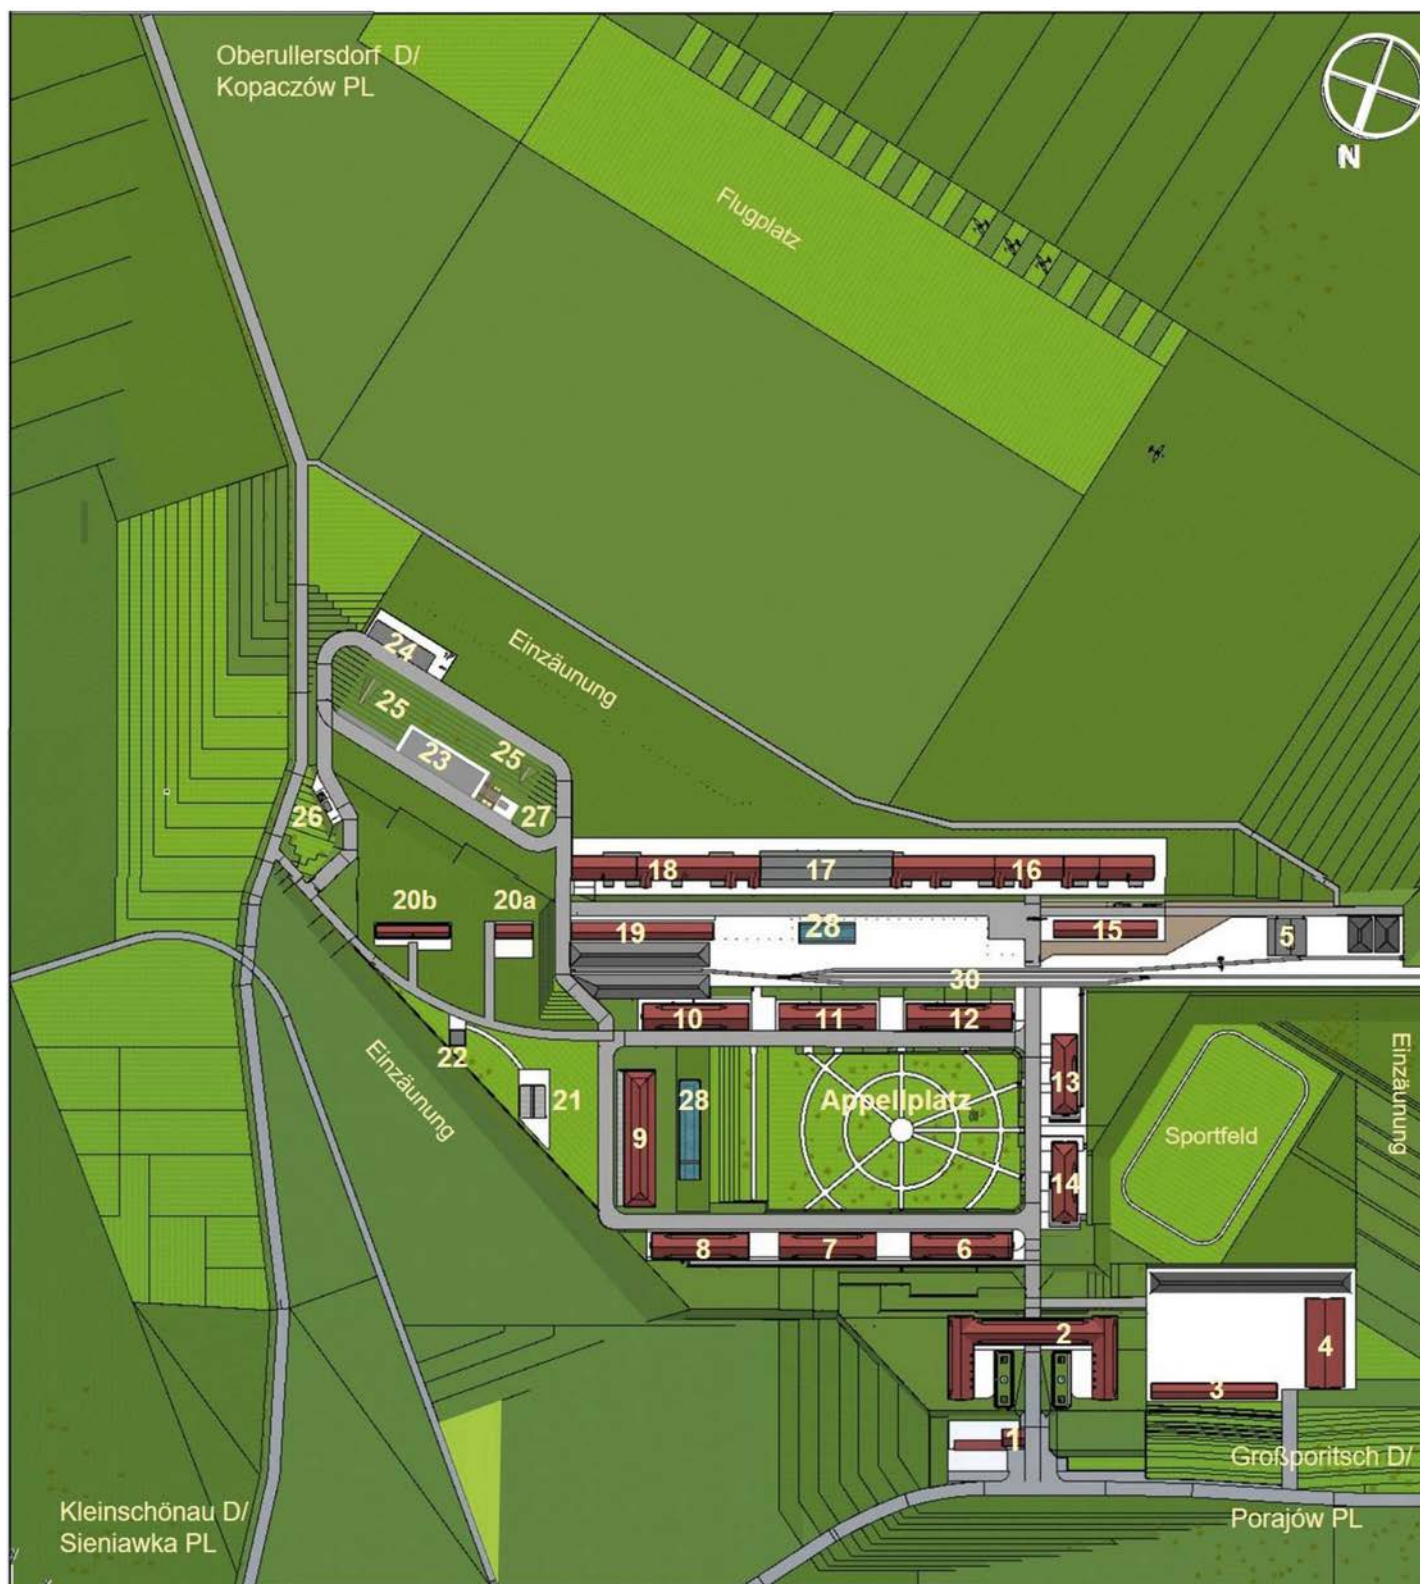 Oberullersdorf D/
Kopaczów PL
N
Flugplatz
Einzäunung
24
25
23
25
27
26
18
17
16
20b
20a
19
28
15
5
30
10
11
12
22
Einzäunung
21
9
28
Appellplatz
13
14
Sportfeld
Einzäunung
8
7
6
2
4
3
1
Großporitsch D/
Porajów PL
Kleinschönau D/
Sieniawka PL